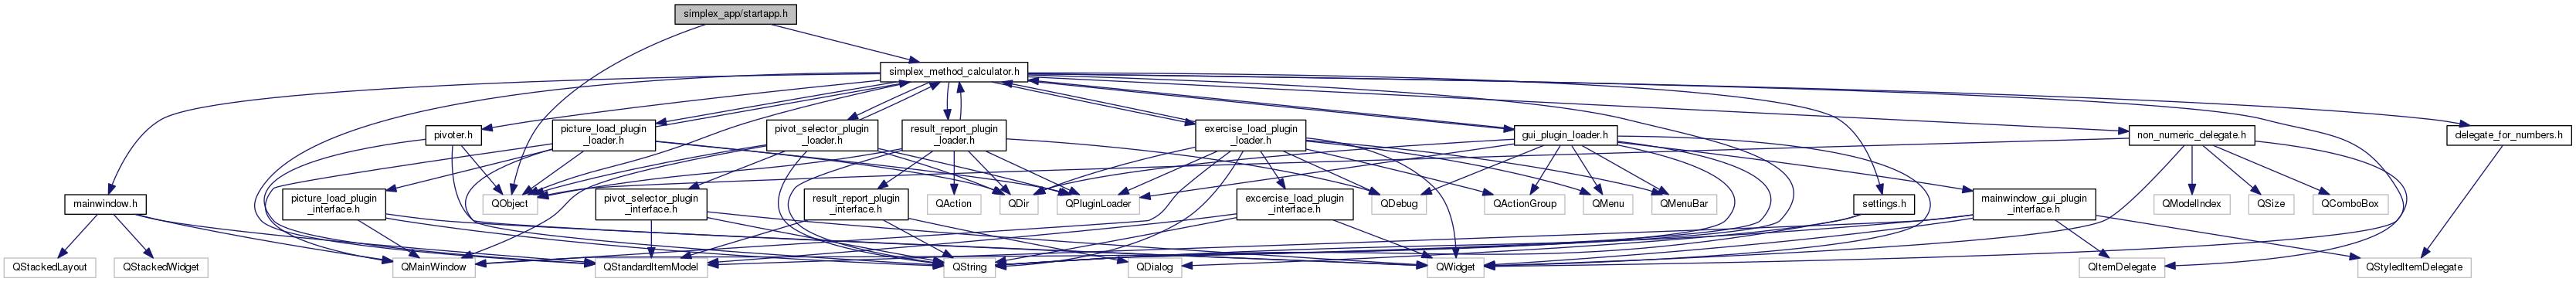 simplex_app/startapp.h
simplex_method_calculator.h
pivoter.h
picture_load_plugin
_loader.h
pivot_selector_plugin
_loader.h
result_report_plugin
_loader.h
exercise_load_plugin
_loader.h
gui_plugin_loader.h
non_numeric_delegate.h
delegate_for_numbers.h
mainwindow.h
picture_load_plugin
_interface.h
QObject
pivot_selector_plugin
_interface.h
result_report_plugin
_interface.h
QAction
QDir
QPluginLoader
excercise_load_plugin
_interface.h
QDebug
QActionGroup
QMenu
QMenuBar
settings.h
mainwindow_gui_plugin
_interface.h
QModelIndex
QSize
QComboBox
QStackedLayout
QStackedWidget
QMainWindow
QStandardItemModel
QString
QDialog
QWidget
QItemDelegate
QStyledItemDelegate